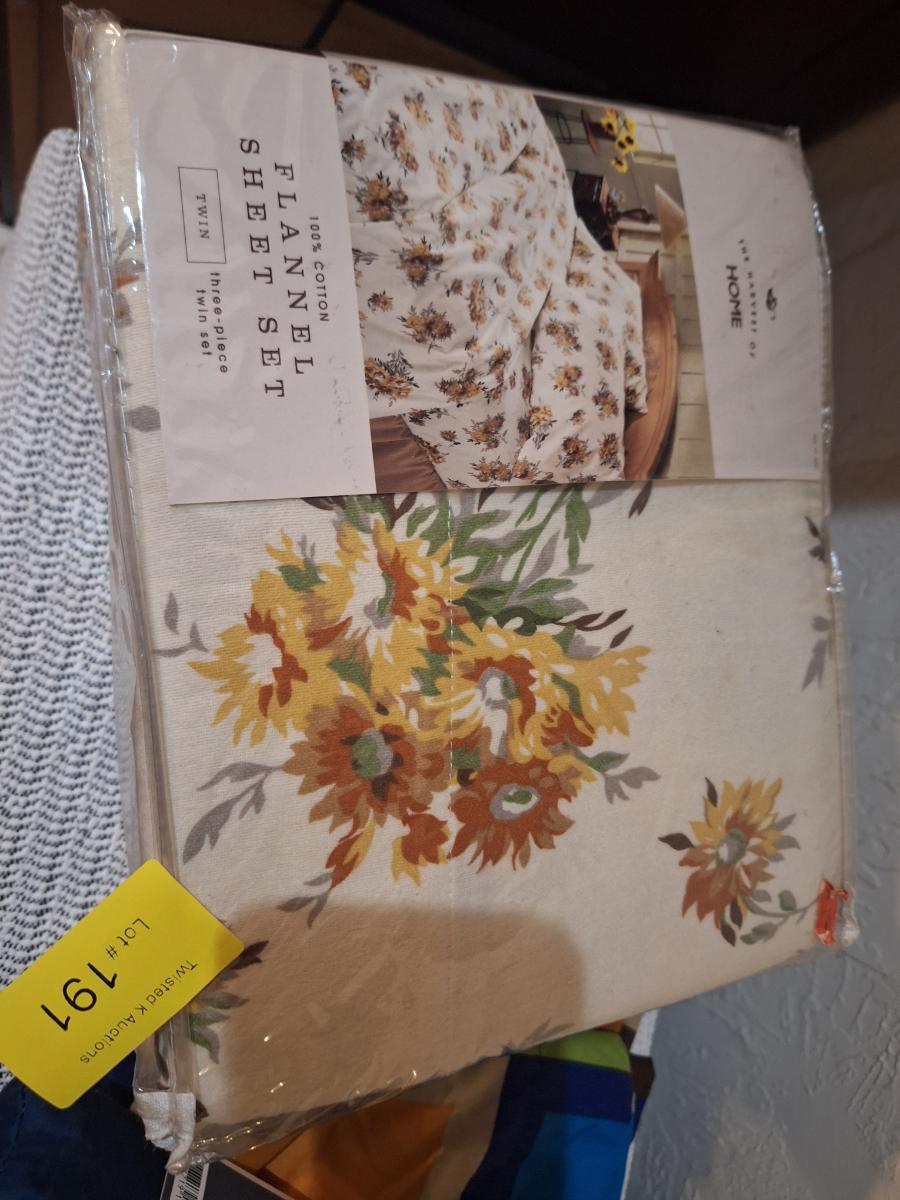 THE HARVEST OF
HOME
100% COTTON
FLANNEL
SHEET SET
TWIN
three-piece
twin set
Twisted K Auctions
Lot # 191